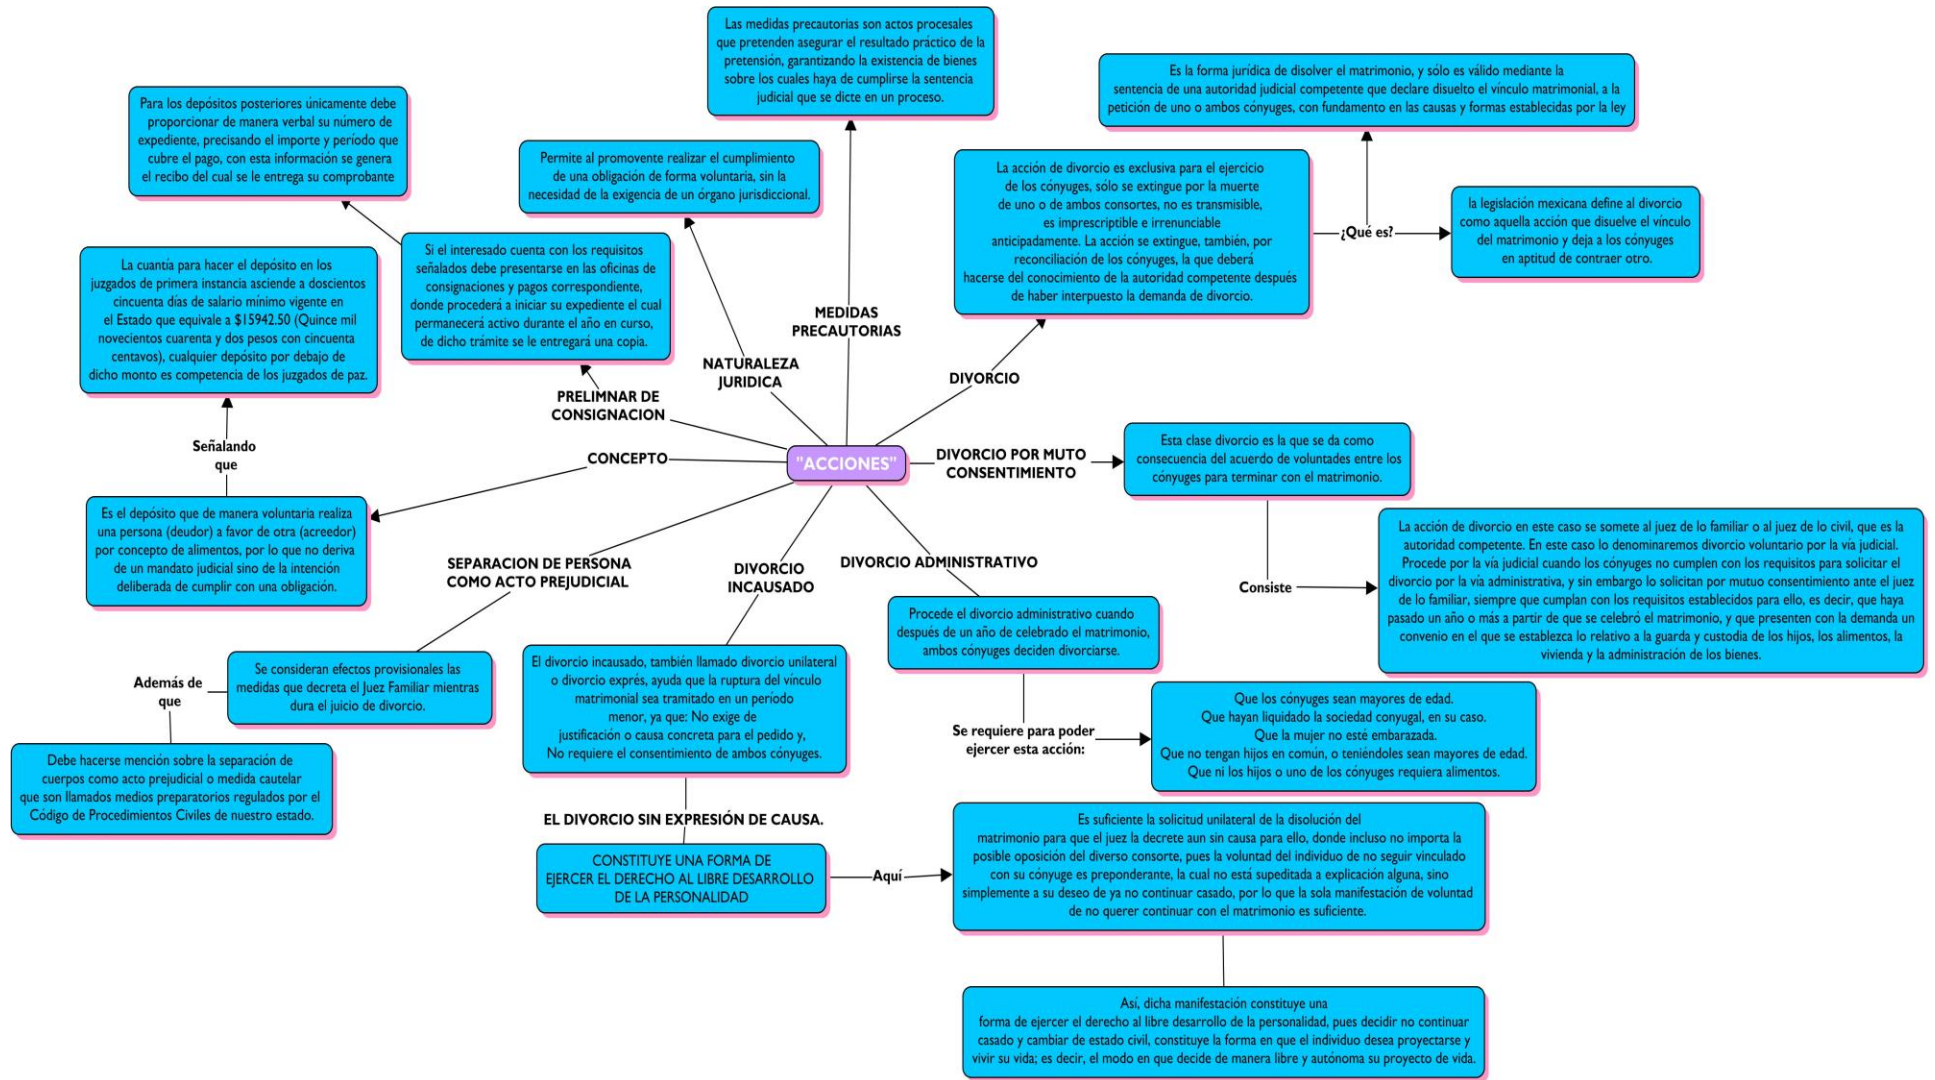 Las medidas precautorias son actos procesales
que pretenden asegurar el resultado práctico de la
pretensión, garantizando la existencia de bienes
sobre los cuales haya de cumplirse la sentencia
judicial que se dicte en un proceso.
Es la forma jurídica de disolver el matrimonio, y sólo es válido mediante la
sentencia de una autoridad judicial competente que declare disuelto el vínculo matrimonial, a la
petición de uno o ambos cónyuges, con fundamento en las causas y formas establecidas por la ley
Para los depósitos posteriores únicamente debe
proporcionar de manera verbal su número de
expediente, precisando el importe y período que
cubre el pago, con esta información se genera
el recibo del cual se le entrega su comprobante
Permite al promovente realizar el cumplimiento
de una obligación de forma voluntaria, sin la
necesidad de la exigencia de un órgano jurisdiccional.
La acción de divorcio es exclusiva para el ejercicio
de los cónyuges, sólo se extingue por la muerte
de uno o de ambos consortes, no es transmisible,
es imprescriptible e irrenunciable
anticipadamente. La acción se extingue, también, por
reconciliación de los cónyuges, la que deberá
hacerse del conocimiento de la autoridad competente después
de haber interpuesto la demanda de divorcio.
¿Qué es?
la legislación mexicana define al divorcio
como aquella acción que disuelve el vínculo
del matrimonio y deja a los cónyuges
en aptitud de contraer otro.
La cuantía para hacer el depósito en los
juzgados de primera instancia asciende a doscientos
cincuenta días de salario mínimo vigente en
el Estado que equivale a $15942.50 (Quince mil
novecientos cuarenta y dos pesos con cincuenta
centavos), cualquier depósito por debajo de
dicho monto es competencia de los juzgados de paz.
Si el interesado cuenta con los requisitos
señalados debe presentarse en las oficinas de
consignaciones y pagos correspondiente,
donde procederá a iniciar su expediente el cual
permanecerá activo durante el año en curso,
de dicho trámite se le entregará una copia.
MEDIDAS
PRECAUTORIAS
NATURALEZA
JURIDICA
DIVORCIO
PRELIMNAR DE
CONSIGNACION
Señalando
que
CONCEPTO
"ACCIONES"
DIVORCIO POR MUTO
CONSENTIMIENTO
Esta clase divorcio es la que se da como
consecuencia del acuerdo de voluntades entre los
cónyuges para terminar con el matrimonio.
Es el depósito que de manera voluntaria realiza
una persona (deudor) a favor de otra (acreedor)
por concepto de alimentos, por lo que no deriva
de un mandato judicial sino de la intención
deliberada de cumplir con una obligación.
Consiste
La acción de divorcio en este caso se somete al juez de lo familiar o al juez de lo civil, que es la
autoridad competente. En este caso lo denominaremos divorcio voluntario por la vía judicial.
Procede por la vía judicial cuando los cónyuges no cumplen con los requisitos para solicitar el
divorcio por la vía administrativa, y sin embargo lo solicitan por mutuo consentimiento ante el juez
de lo familiar, siempre que cumplan con los requisitos establecidos para ello, es decir, que haya
pasado un año o más a partir de que se celebró el matrimonio, y que presenten con la demanda un
convenio en el que se establezca lo relativo a la guarda y custodia de los hijos, los alimentos, la
vivienda y la administración de los bienes.
SEPARACION DE PERSONA
COMO ACTO PREJUDICIAL
DIVORCIO
INCAUSADO
DIVORCIO ADMINISTRATIVO
Procede el divorcio administrativo cuando
después de un año de celebrado el matrimonio,
ambos cónyuges deciden divorciarse.
Además de
que
Se consideran efectos provisionales las
medidas que decreta el Juez Familiar mientras
dura el juicio de divorcio.
El divorcio incausado, también llamado divorcio unilateral
o divorcio exprés, ayuda que la ruptura del vínculo
matrimonial sea tramitado en un período
menor, ya que: No exige de
justificación o causa concreta para el pedido y,
No requiere el consentimiento de ambos cónyuges.
Se requiere para poder
ejercer esta acción:
Que los cónyuges sean mayores de edad.
Que hayan liquidado la sociedad conyugal, en su caso.
Que la mujer no esté embarazada.
Que no tengan hijos en común, o teniéndoles sean mayores de edad.
Que ni los hijos o uno de los cónyuges requiera alimentos.
Debe hacerse mención sobre la separación de
cuerpos como acto prejudicial o medida cautelar
que son llamados medios preparatorios regulados por el
Código de Procedimientos Civiles de nuestro estado.
EL DIVORCIO SIN EXPRESIÓN DE CAUSA.
CONSTITUYE UNA FORMA DE
EJERCER EL DERECHO AL LIBRE DESARROLLO
DE LA PERSONALIDAD
Aquí
Es suficiente la solicitud unilateral de la disolución del
matrimonio para que el juez la decrete aun sin causa para ello, donde incluso no importa la
posible oposición del diverso consorte, pues la voluntad del individuo de no seguir vinculado
con su cónyuge es preponderante, la cual no está supeditada a explicación alguna, sino
simplemente a su deseo de ya no continuar casado, por lo que la sola manifestación de voluntad
de no querer continuar con el matrimonio es suficiente.
Así, dicha manifestación constituye una
forma de ejercer el derecho al libre desarrollo de la personalidad, pues decidir no continuar
casado y cambiar de estado civil, constituye la forma en que el individuo desea proyectarse y
vivir su vida; es decir, el modo en que decide de manera libre y autónoma su proyecto de vida.